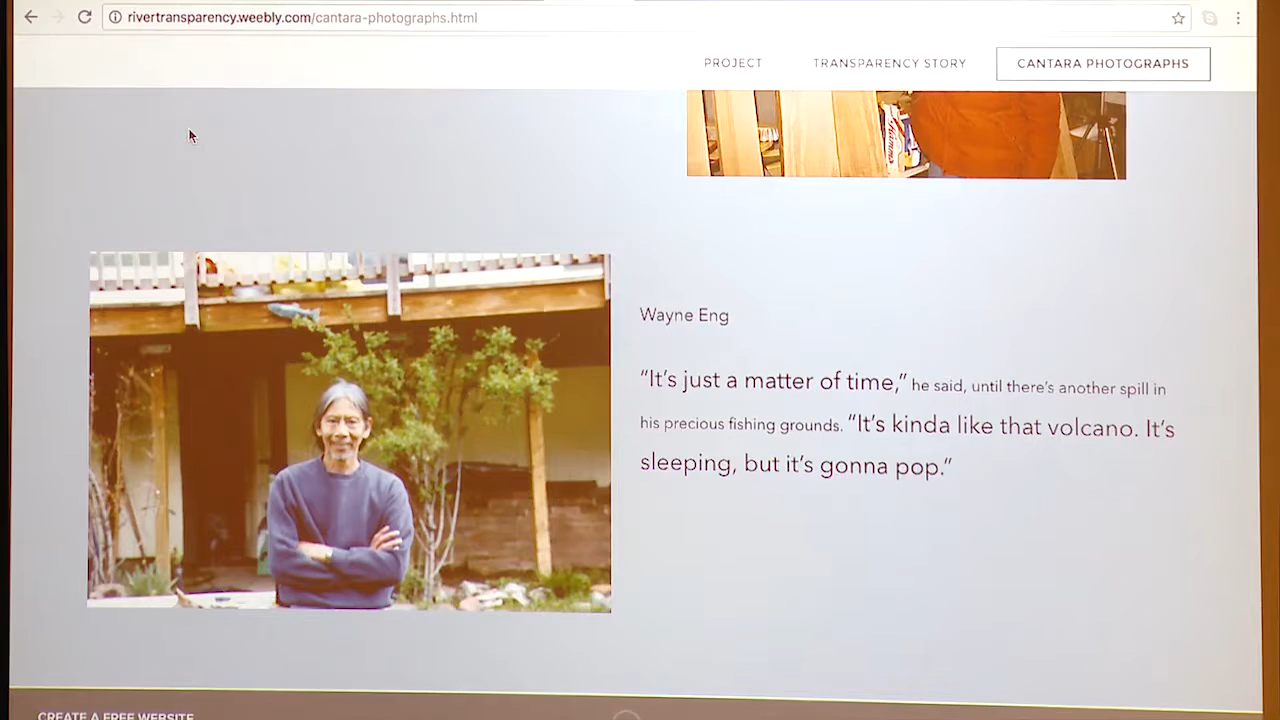 rivertransparency.weebly.com/cantara-photographs.html
PROJECT
TRANSPARENCY STORY
CANTARA PHOTOGRAPHS
Wayne Eng
“It’s just a matter of time,” he said, until there’s another spill in
his precious fishing grounds. “It’s kinda like that volcano. It’s
sleeping, but it’s gonna pop.”
CREATE A FREE WEBSITE